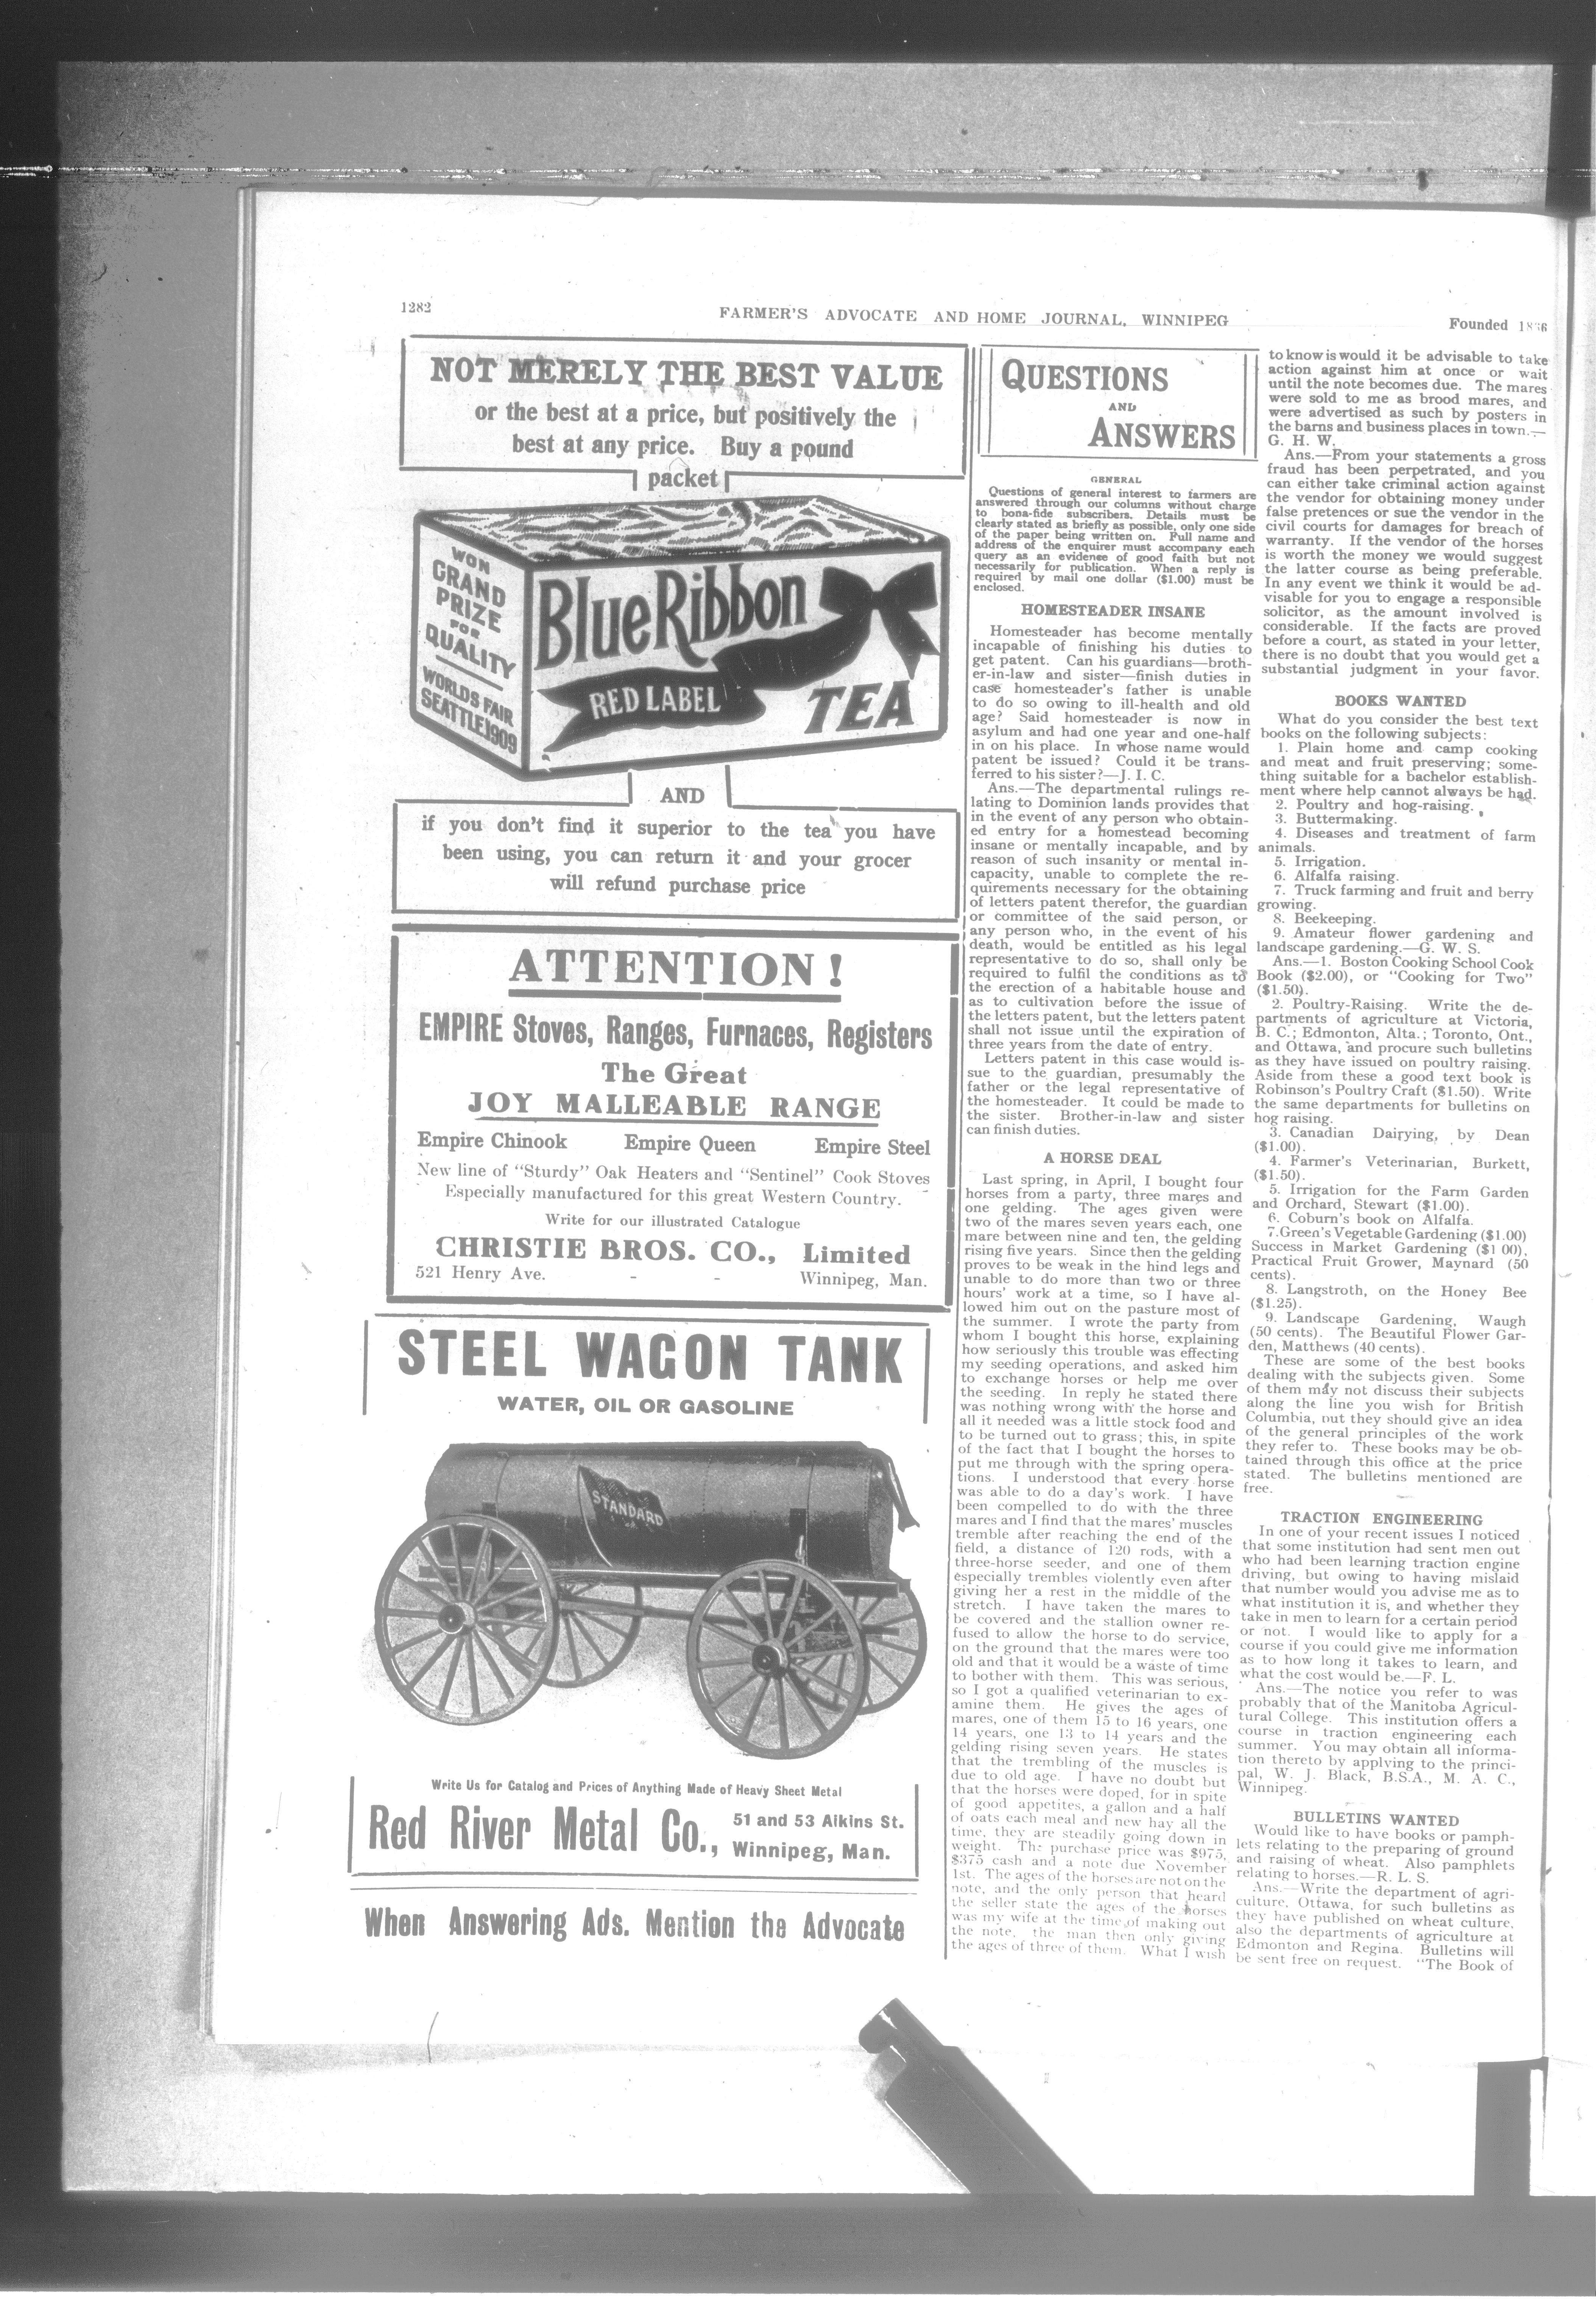 1282
FARMER'S ADVOCATE AND HOME JOURNAL, WINNIPEG
Founded 1866
NOT MERELY THE BEST VALUE
or the best at a price, but positively the
best at any price. Buy a pound
packet
WON
GRAND
PRIZE
FOR
QUALITY
WORLDS FAIR
SEATTLE.1909
Blue Ribbon
RED LABEL
TEA
AND
if you don't find it superior to the tea you have
been using, you can return it and your grocer
will refund purchase price
ATTENTION!
EMPIRE Stoves, Ranges, Furnaces, Registers
The Great
JOY MALLEABLE RANGE
Empire Chinook Empire Queen Empire Steel
New line of "Sturdy" Oak Heaters and "Sentinel" Cook Stoves
Especially manufactured for this great Western Country.
Write for our illustrated Catalogue
CHRISTIE BROS. CO., Limited
521 Henry Ave. - - Winnipeg, Man.
STEEL WAGON TANK
WATER, OIL OR GASOLINE
STANDARD
Write Us for Catalog and Prices of Anything Made of Heavy Sheet Metal
Red River Metal Co., 51 and 53 Aikins St.
Winnipeg, Man.
When Answering Ads. Mention the Advocate
QUESTIONS
AND
ANSWERS
GENERAL
Questions of general interest to farmers are
answered through our columns without charge
to bona-fide subscribers. Details must be
clearly stated as briefly as possible, only one side
of the paper being written on. Full name and
address of the enquirer must accompany each
query as an evidence of good faith but not
necessarily for publication. When a reply is
required by mail one dollar ($1.00) must be
enclosed.
HOMESTEADER INSANE
Homesteader has become mentally
incapable of finishing his duties to
get patent. Can his guardians—broth-
er-in-law and sister—finish duties in
case homesteader's father is unable
to do so owing to ill-health and old
age? Said homesteader is now in
asylum and had one year and one-half
in on his place. In whose name would
patent be issued? Could it be trans-
ferred to his sister?—J. I. C.
Ans.—The departmental rulings re-
lating to Dominion lands provides that
in the event of any person who obtain-
ed entry for a homestead becoming
insane or mentally incapable, and by
reason of such insanity or mental in-
capacity, unable to complete the re-
quirements necessary for the obtaining
of letters patent therefor, the guardian
or committee of the said person, or
any person who, in the event of his
death, would be entitled as his legal
representative to do so, shall only be
required to fulfil the conditions as to
the erection of a habitable house and
as to cultivation before the issue of
the letters patent, but the letters patent
shall not issue until the expiration of
three years from the date of entry.
Letters patent in this case would is-
sue to the guardian, presumably the
father or the legal representative of
the homesteader. It could be made to
the sister. Brother-in-law and sister
can finish duties.
A HORSE DEAL
Last spring, in April, I bought four
horses from a party, three mares and
one gelding. The ages given were
two of the mares seven years each, one
mare between nine and ten, the gelding
rising five years. Since then the gelding
proves to be weak in the hind legs and
unable to do more than two or three
hours' work at a time, so I have al-
lowed him out on the pasture most of
the summer. I wrote the party from
whom I bought this horse, explaining
how seriously this trouble was effecting
my seeding operations, and asked him
to exchange horses or help me over
the seeding. In reply he stated there
was nothing wrong with the horse and
all it needed was a little stock food and
to be turned out to grass; this, in spite
of the fact that I bought the horses to
put me through with the spring opera-
tions. I understood that every horse
was able to do a day's work. I have
been compelled to do with the three
mares and I find that the mares' muscles
tremble after reaching the end of the
field, a distance of 120 rods, with a
three-horse seeder, and one of them
especially trembles violently even after
giving her a rest in the middle of the
stretch. I have taken the mares to
be covered and the stallion owner re-
fused to allow the horse to do service,
on the ground that the mares were too
old and that it would be a waste of time
to bother with them. This was serious,
so I got a qualified veterinarian to ex-
amine them. He gives the ages of
mares, one of them 15 to 16 years, one
14 years, one 13 to 14 years and the
gelding rising seven years. He states
that the trembling of the muscles is
due to old age. I have no doubt but
that the horses were doped, for in spite
of good appetites, a gallon and a half
of oats each meal and new hay all the
time, they are steadily going down in
weight. The purchase price was $975,
$375 cash and a note due November
1st. The ages of the horses are not on the
note, and the only person that heard
the seller state the ages of the horses
was my wife at the time of making out
the note, the man then only giving
the ages of three of them. What I wish
to know is would it be advisable to take
action against him at once or wait
until the note becomes due. The mares
were sold to me as brood mares, and
were advertised as such by posters in
the barns and business places in town.—
G. H. W.
Ans.—From your statements a gross
fraud has been perpetrated, and you
can either take criminal action against
the vendor for obtaining money under
false pretences or sue the vendor in the
civil courts for damages for breach of
warranty. If the vendor of the horses
is worth the money we would suggest
the latter course as being preferable.
In any event we think it would be ad-
visable for you to engage a responsible
solicitor, as the amount involved is
considerable. If the facts are proved
before a court, as stated in your letter,
there is no doubt that you would get a
substantial judgment in your favor.
BOOKS WANTED
What do you consider the best text
books on the following subjects:
1. Plain home and camp cooking
and meat and fruit preserving; some-
thing suitable for a bachelor establish-
ment where help cannot always be had.
2. Poultry and hog-raising.
3. Buttermaking.
4. Diseases and treatment of farm
animals.
5. Irrigation.
6. Alfalfa raising.
7. Truck farming and fruit and berry
growing.
8. Beekeeping.
9. Amateur flower gardening and
landscape gardening.—G. W. S.
Ans.—1. Boston Cooking School Cook
Book ($2.00), or "Cooking for Two"
($1.50).
2. Poultry-Raising. Write the de-
partments of agriculture at Victoria,
B. C.; Edmonton, Alta.; Toronto, Ont.,
and Ottawa, and procure such bulletins
as they have issued on poultry raising.
Aside from these a good text book is
Robinson's Poultry Craft ($1.50). Write
the same departments for bulletins on
hog raising.
3. Canadian Dairying, by Dean
($1.00).
4. Farmer's Veterinarian, Burkett,
($1.50).
5. Irrigation for the Farm Garden
and Orchard, Stewart ($1.00).
6. Coburn's book on Alfalfa.
7. Green's Vegetable Gardening ($1.00)
Success in Market Gardening ($1 00),
Practical Fruit Grower, Maynard (50
cents).
8. Langstroth, on the Honey Bee
($1.25).
9. Landscape Gardening, Waugh
(50 cents). The Beautiful Flower Gar-
den, Matthews (40 cents).
These are some of the best books
dealing with the subjects given. Some
of them may not discuss their subjects
along the line you wish for British
Columbia, but they should give an idea
of the general principles of the work
they refer to. These books may be ob-
tained through this office at the price
stated. The bulletins mentioned are
free.
TRACTION ENGINEERING
In one of your recent issues I noticed
that some institution had sent men out
who had been learning traction engine
driving, but owing to having mislaid
that number would you advise me as to
what institution it is, and whether they
take in men to learn for a certain period
or not. I would like to apply for a
course if you could give me information
as to how long it takes to learn, and
what the cost would be.—F. L.
Ans.—The notice you refer to was
probably that of the Manitoba Agricul-
tural College. This institution offers a
course in traction engineering each
summer. You may obtain all informa-
tion thereto by applying to the princi-
pal, W. J. Black, B.S.A., M. A. C.,
Winnipeg.
BULLETINS WANTED
Would like to have books or pamph-
lets relating to the preparing of ground
and raising of wheat. Also pamphlets
relating to horses.—R. L. S.
Ans.—Write the department of agri-
culture, Ottawa, for such bulletins as
they have published on wheat culture,
also the departments of agriculture at
Edmonton and Regina. Bulletins will
be sent free on request. "The Book of